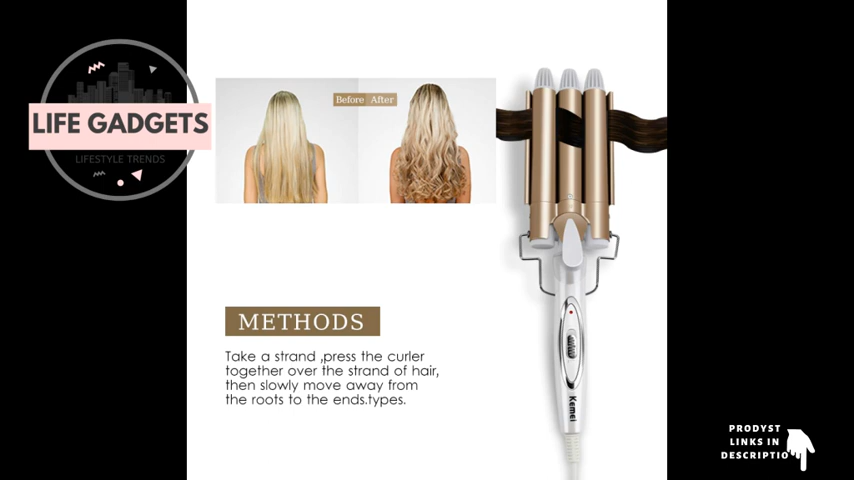 LIFE GADGETS
LIFESTYLE TRENDS
Before After
METHODS
Take a strand ,press the curler
together over the strand of hair,
then slowly move away from
the roots to the ends.types.
Kemei
PRODYST
LINKS IN
DESCRIPTIO